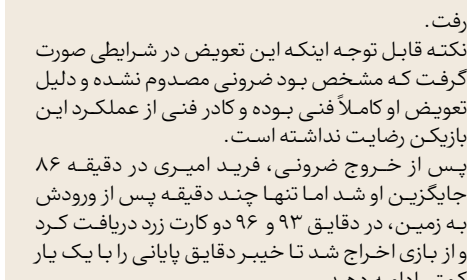 رفت.
نکته قابل توجه اینکه این تعویض در شرایطی صورت
گرفت که مشخص بود ضرونی مصدوم نشده و دلیل
تعویض او کاملاً فنی بوده و کادر فنی از عملکرد این
بازیکن رضایت نداشته است.
پس از خروج ضرونی، فرید امیری در دقیقه ۸۶
جایگزین او شد اما تنها چند دقیقه پس از ورودش
به زمین، در دقایق ۹۳ و ۹۶ دو کارت زرد دریافت کرد
و از بازی اخراج شد تا خیبر دقایق پایانی را با یک یار
کمتر ادامه دهد.